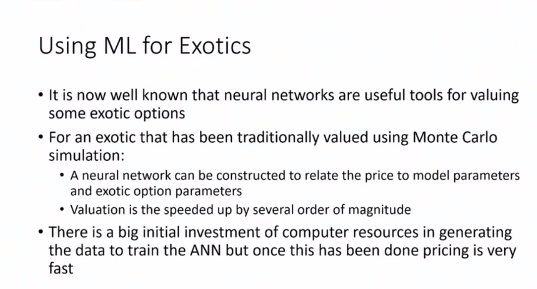 Using ML for Exotics
• It is now well known that neural networks are useful tools for valuing
some exotic options
• For an exotic that has been traditionally valued using Monte Carlo
simulation:
• A neural network can be constructed to relate the price to model parameters
and exotic option parameters
• Valuation is the speeded up by several order of magnitude
• There is a big initial investment of computer resources in generating
the data to train the ANN but once this has been done pricing is very
fast